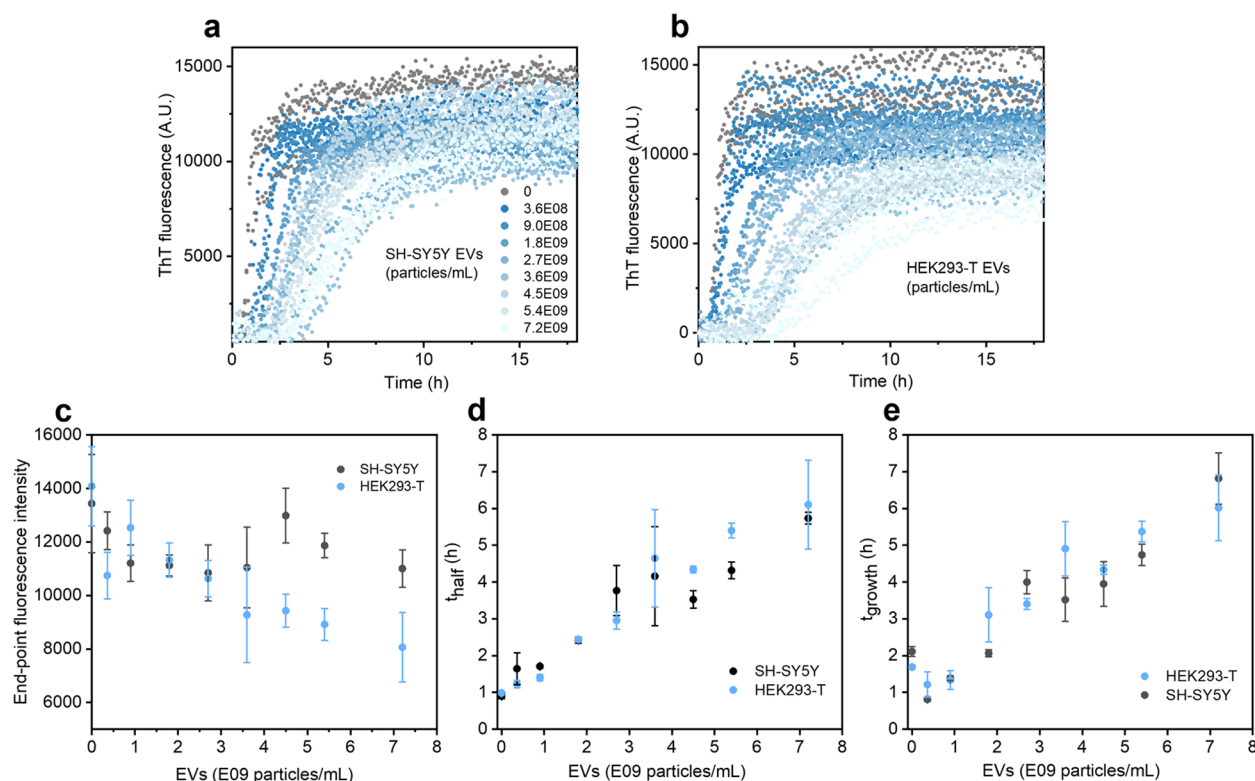 a
15000
10000
5000
ThT fluorescence (A.U.)
0
3.6E08
9.0E08
1.8E09
2.7E09
3.6E09
4.5E09
5.4E09
7.2E09
SH-SY5Y EVs
(particles/mL)
0 5 10 15
Time (h)
b
15000
10000
5000
0
ThT fluorescence (A.U.)
HEK293-T EVs
(particles/mL)
0 5 10 15
Time (h)
c
16000
14000
12000
10000
8000
6000
End-point fluorescence intensity
SH-SY5Y
HEK293-T
0 1 2 3 4 5 6 7 8
EVs (E09 particles/mL)
d
8
7
6
5
4
3
2
1
0
thalf (h)
SH-SY5Y
HEK293-T
0 1 2 3 4 5 6 7 8
EVs (E09 particles/mL)
e
8
7
6
5
4
3
2
1
0
tgrowth (h)
HEK293-T
SH-SY5Y
0 1 2 3 4 5 6 7 8
EVs (E09 particles/mL)